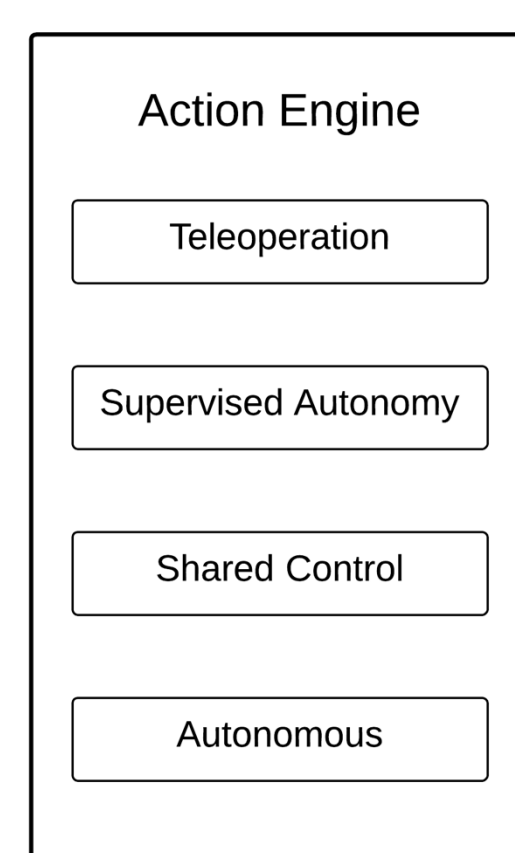 Action Engine
Teleoperation
Supervised Autonomy
Shared Control
Autonomous